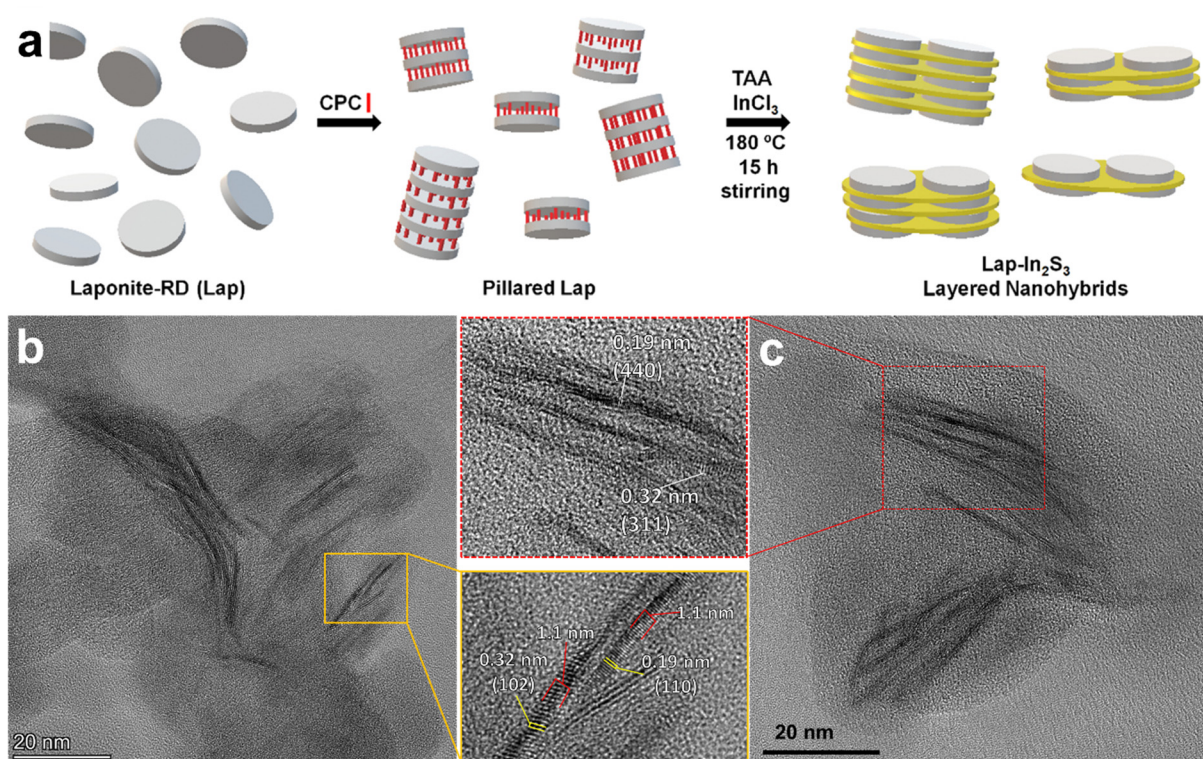 a
CPC
TAA
InCl₃
180 ºC
15 h
stirring
Laponite-RD (Lap)
Pillared Lap
Lap-In₂S₃
Layered Nanohybrids
b
20 nm
0.19 nm
(440)
0.32 nm
(311)
1.1 nm
1.1 nm
0.32 nm
(102)
0.19 nm
(110)
c
20 nm